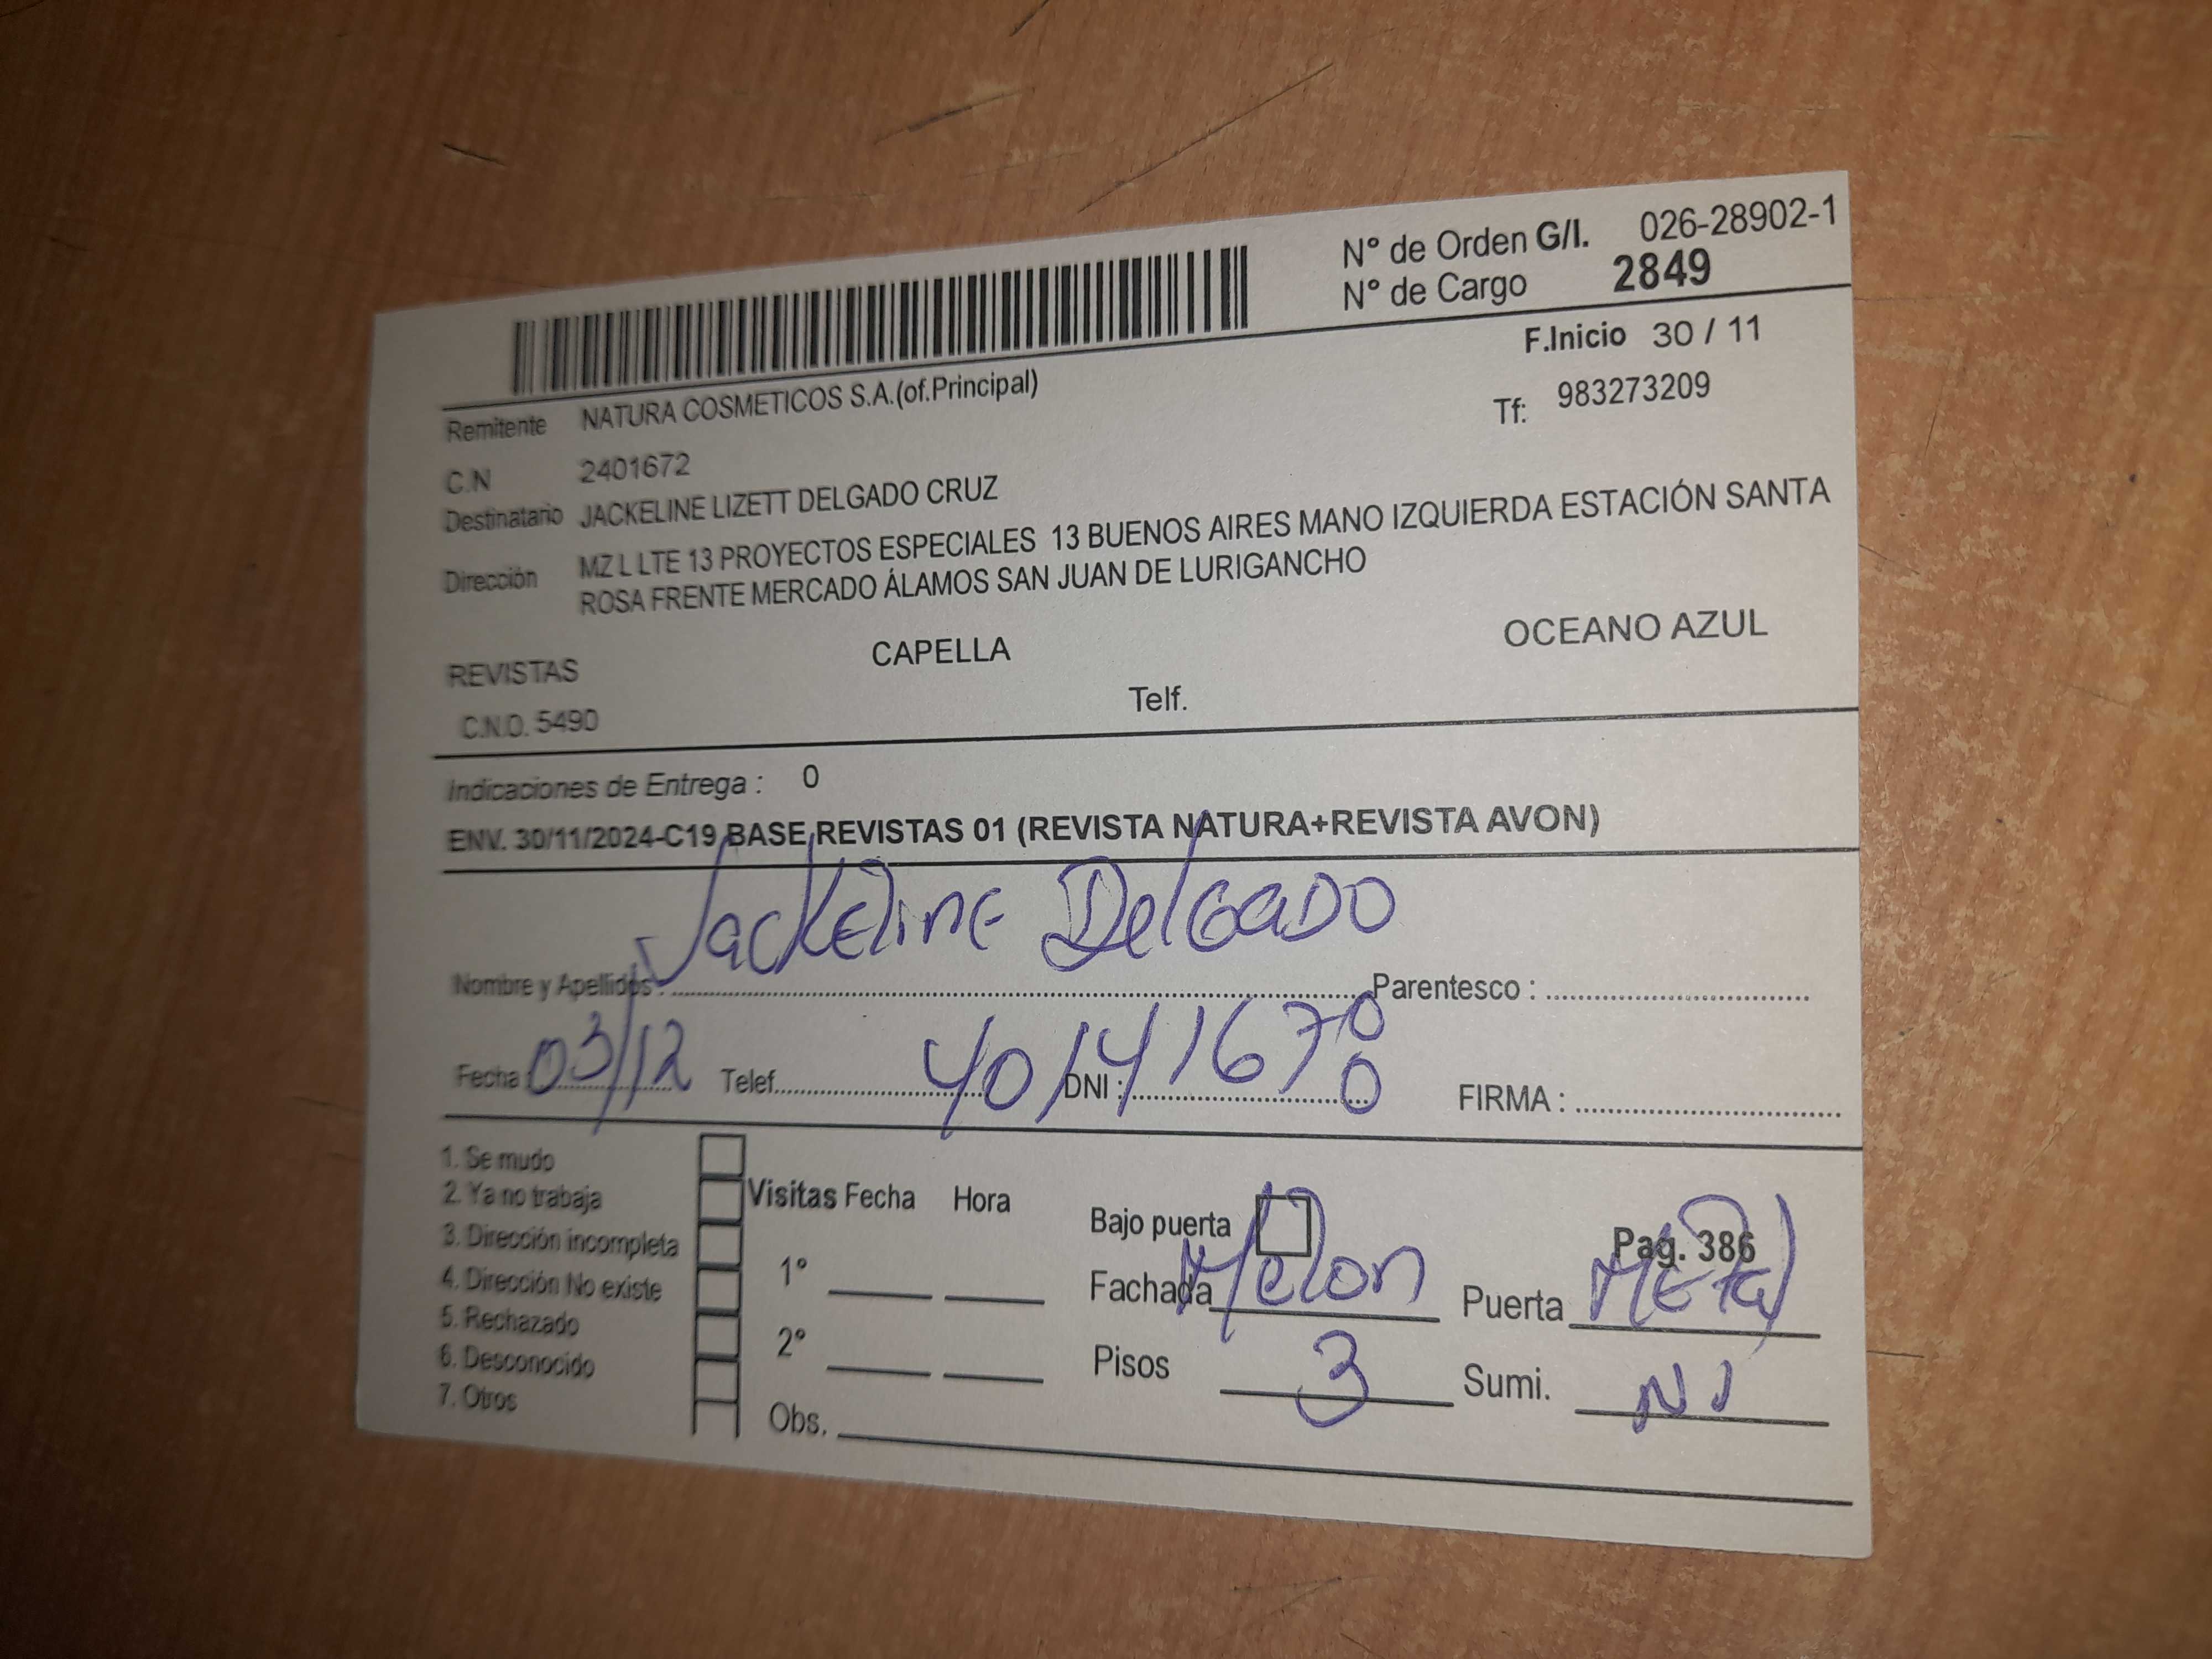 N° de Orden G/I. 026-28902-1
N° de Cargo 2849
F.Inicio 30 / 11
Remitente NATURA COSMETICOS S.A.(of.Principal)
Tf: 983273209
C.N 2401672
Destinatario JACKELINE LIZETT DELGADO CRUZ
Dirección MZ L LTE 13 PROYECTOS ESPECIALES 13 BUENOS AIRES MANO IZQUIERDA ESTACIÓN SANTA
ROSA FRENTE MERCADO ÁLAMOS SAN JUAN DE LURIGANCHO
REVISTAS CAPELLA OCEANO AZUL
C.N.O. 5490 Telf.
Indicaciones de Entrega : 0
ENV. 30/11/2024-C19 BASE REVISTAS 01 (REVISTA NATURA+REVISTA AVON)
Jackeline Delgado
Nombre y Apellidos : Parentesco :
Fecha : 03/12 Telef. DNI : FIRMA :
1. Se mudo
2. Ya no trabaja
3. Dirección incompleta
4. Dirección No existe
5. Rechazado
6. Desconocido
7. Otros
Visitas Fecha Hora
1°
2°
Obs.
Bajo puerta Pag. 386
Fachada Melon Puerta Metal
Pisos 3 Sumi. N1